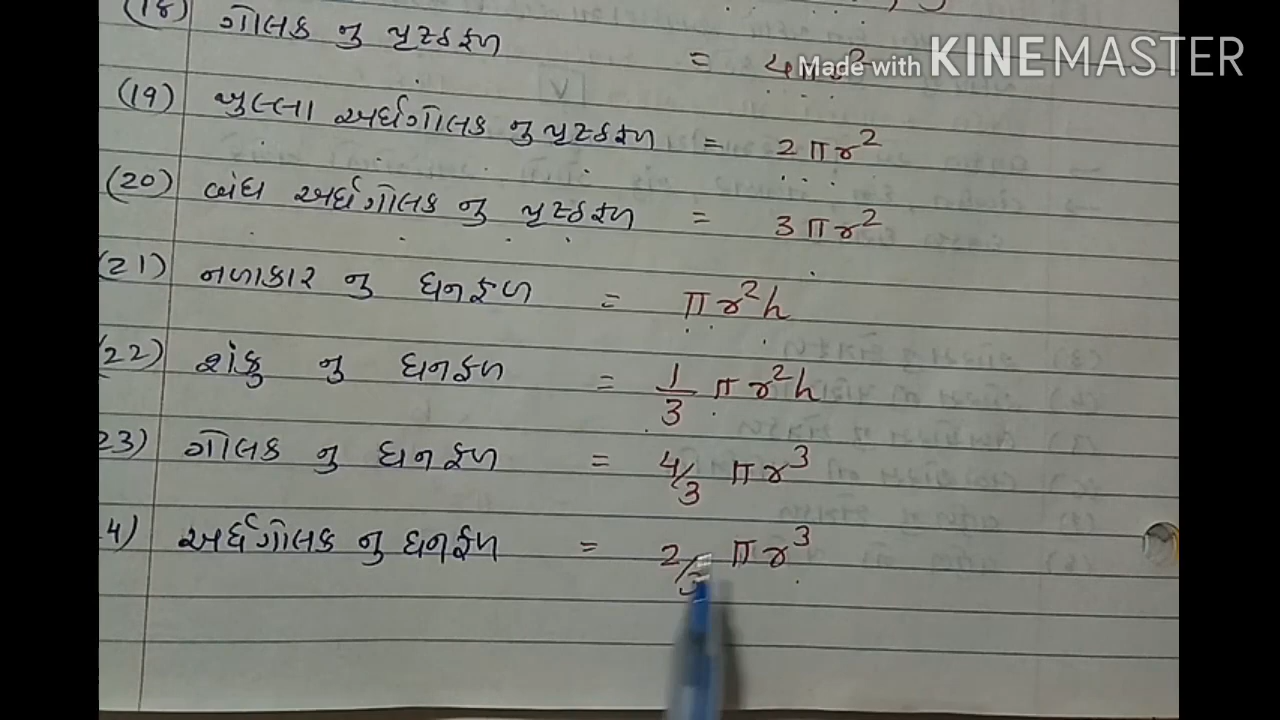 (18) ગોલક નુ પૃષ્ઠફળ = 4πr²
Made with KINEMASTER
(19) ખુલ્લા અર્ધગોલક નુ પૃષ્ઠફળ = 2πr²
(20) બંધ અર્ધગોલક નુ પૃષ્ઠફળ = 3πr²
(21) નળાકાર નુ ઘનફળ = πr²h
(22) શંકુ નુ ઘનફળ = 1/3 πr²h
23) ગોલક નુ ઘનફળ = 4/3 πr³
4) અર્ધગોલક નુ ઘનફળ = 2/3 πr³